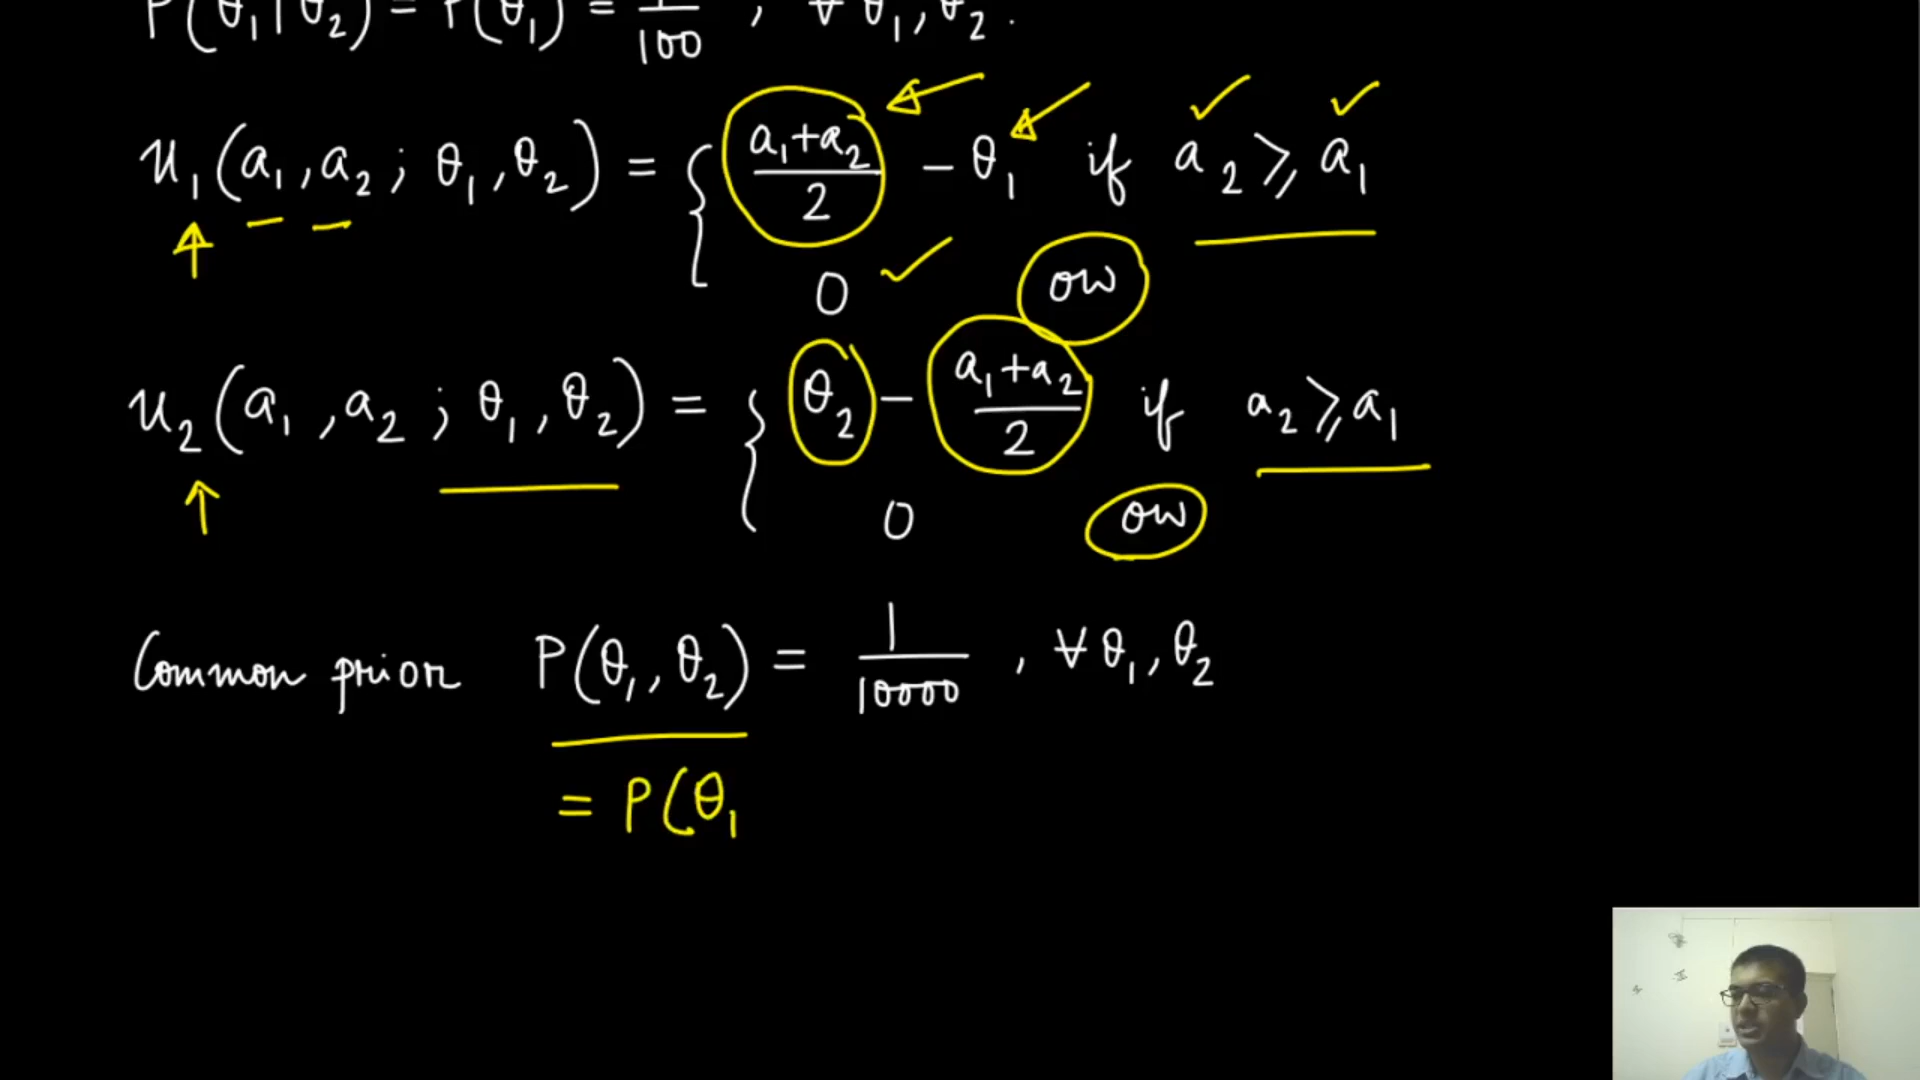 P(θ₁|θ₂) = P(θ₁) = 1/100 , ∀ θ₁, θ₂ .
u₁(a₁, a₂ ; θ₁, θ₂) = { (a₁+a₂)/2 − θ₁ if a₂ ⩾ a₁
0 ow
u₂(a₁, a₂ ; θ₁, θ₂) = { θ₂ − (a₁+a₂)/2 if a₂ ⩾ a₁
0 ow
Common prior P(θ₁, θ₂) = 1/10000 , ∀ θ₁, θ₂
= P(θ₁